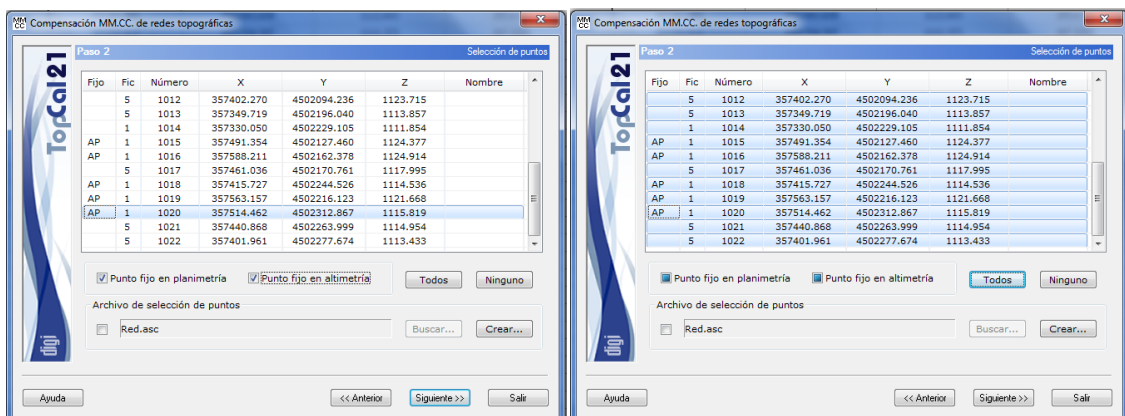 MM CC Compensación MM.CC. de redes topográficas
TopCal21
digi
Paso 2 Selección de puntos
Fijo Fic Número X Y Z Nombre
5 1012 357402.270 4502094.236 1123.715
5 1013 357349.719 4502196.040 1113.857
1 1014 357330.050 4502229.105 1111.854
AP 1 1015 357491.354 4502127.460 1124.377
AP 1 1016 357588.211 4502162.378 1124.914
5 1017 357461.036 4502170.761 1117.995
AP 1 1018 357415.727 4502244.526 1114.536
AP 1 1019 357563.157 4502216.123 1121.668
AP 1 1020 357514.462 4502312.867 1115.819
5 1021 357440.868 4502263.999 1114.954
5 1022 357401.961 4502277.674 1113.433
Punto fijo en planimetría Punto fijo en altimetría Todos Ninguno
Archivo de selección de puntos
Red.asc Buscar... Crear...
Ayuda << Anterior Siguiente >> Salir
MM CC Compensación MM.CC. de redes topográficas
TopCal21
digi
Paso 2 Selección de puntos
Fijo Fic Número X Y Z Nombre
5 1012 357402.270 4502094.236 1123.715
5 1013 357349.719 4502196.040 1113.857
1 1014 357330.050 4502229.105 1111.854
AP 1 1015 357491.354 4502127.460 1124.377
AP 1 1016 357588.211 4502162.378 1124.914
5 1017 357461.036 4502170.761 1117.995
AP 1 1018 357415.727 4502244.526 1114.536
AP 1 1019 357563.157 4502216.123 1121.668
AP 1 1020 357514.462 4502312.867 1115.819
5 1021 357440.868 4502263.999 1114.954
5 1022 357401.961 4502277.674 1113.433
Punto fijo en planimetría Punto fijo en altimetría Todos Ninguno
Archivo de selección de puntos
Red.asc Buscar... Crear...
Ayuda << Anterior Siguiente >> Salir